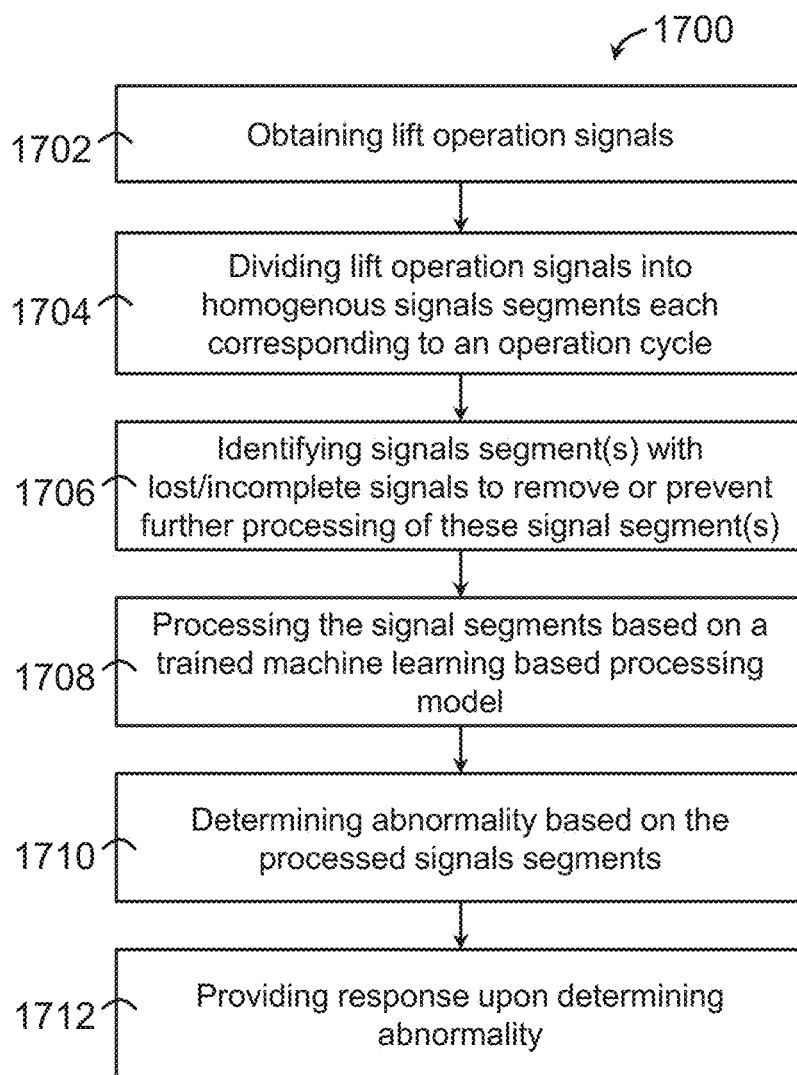 1700
1702
Obtaining lift operation signals
1704
Dividing lift operation signals into
homogenous signals segments each
corresponding to an operation cycle
1706
Identifying signals segment(s) with
lost/incomplete signals to remove or prevent
further processing of these signal segment(s)
1708
Processing the signal segments based on a
trained machine learning based processing
model
1710
Determining abnormality based on the
processed signals segments
1712
Providing response upon determining
abnormality